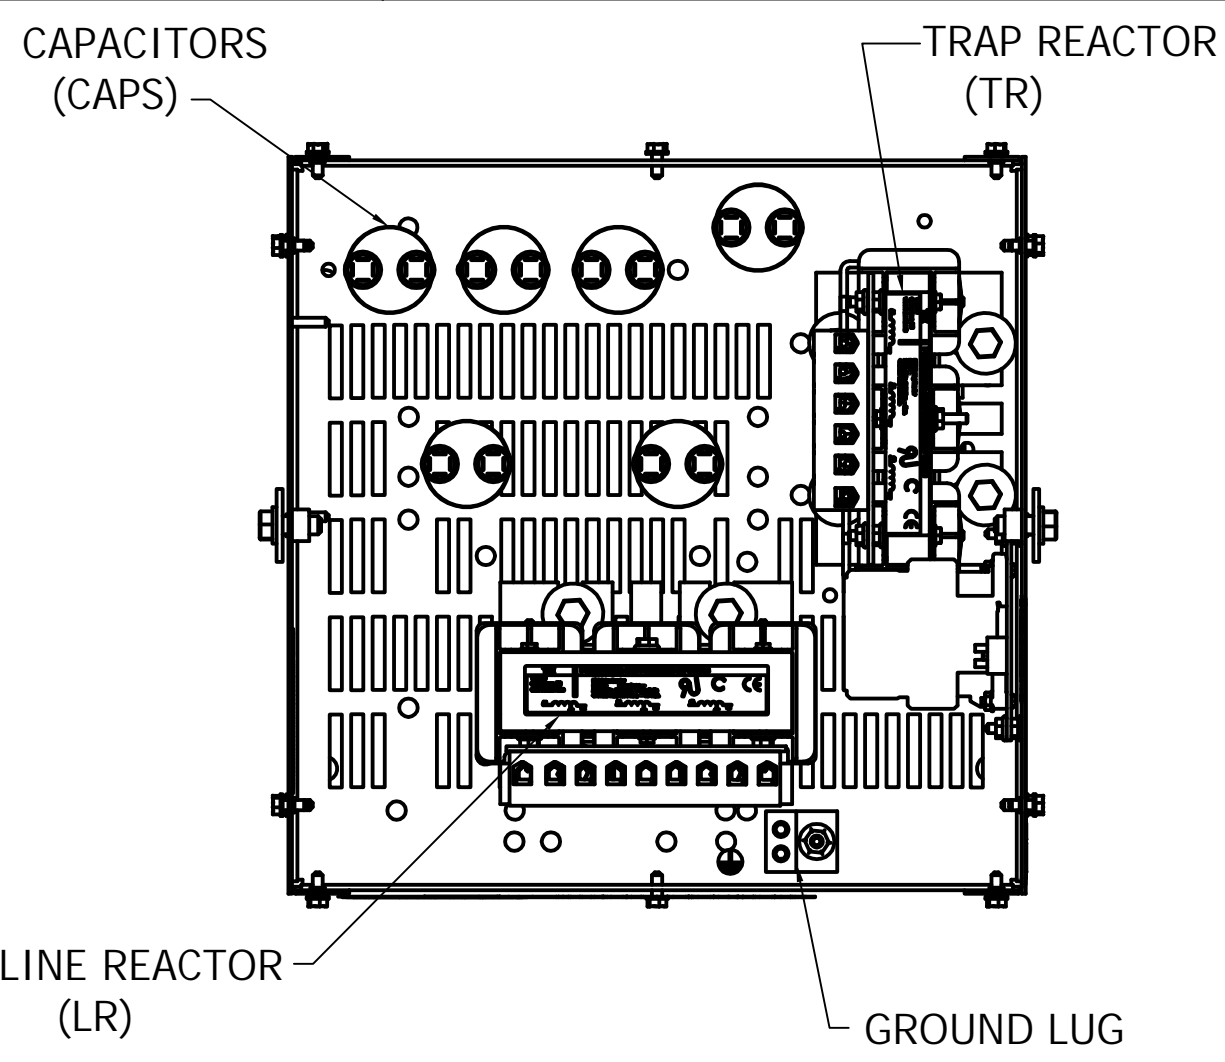 CAPACITORS
(CAPS)
TRAP REACTOR
(TR)
LINE REACTOR
(LR)
GROUND LUG